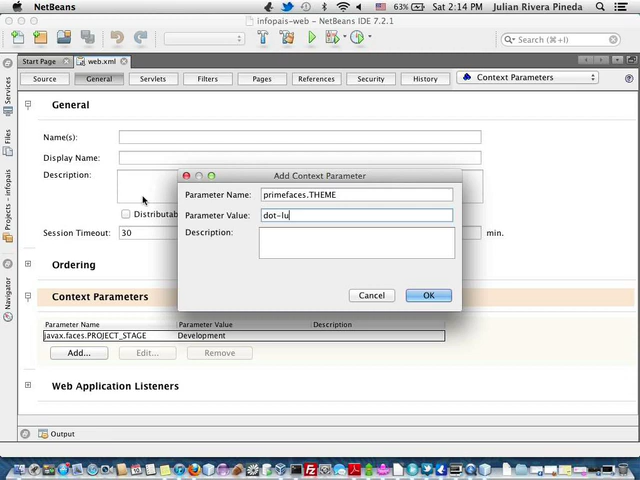 NetBeans 63% Sat 2:14 PM Julian Rivera Pineda
infopais-web - NetBeans IDE 7.2.1
Search (⌘+I)
Start Page web.xml
Source General Servlets Filters Pages References Security History Context Parameters
General
Name(s):
Display Name:
Description:
Distributab
Session Timeout: 30 min.
Ordering
Context Parameters
Parameter Name Parameter Value Description
javax.faces.PROJECT_STAGE Development
Add... Edit... Remove
Web Application Listeners
Output
Add Context Parameter
Parameter Name: primefaces.THEME
Parameter Value: dot-lu
Description:
Cancel OK
Services
Files
Projects - infopais
Navigator